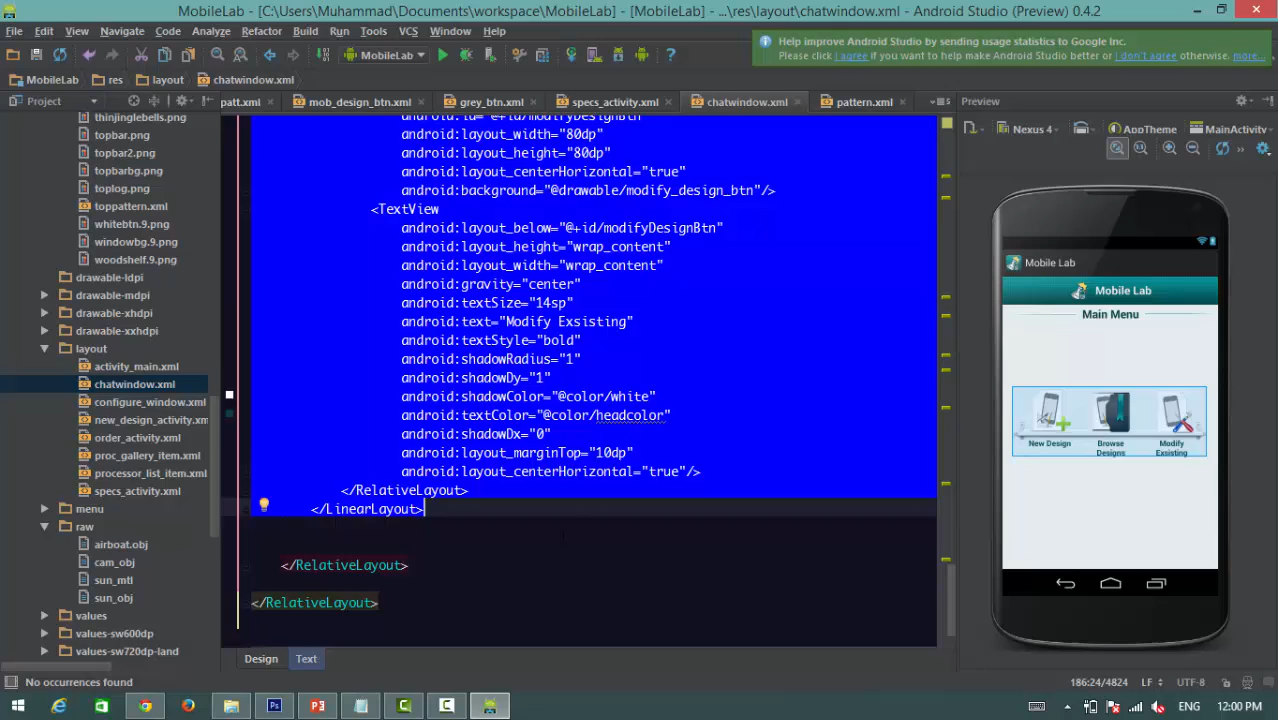 MobileLab - [C:\Users\Muhammad\Documents\workspace\MobileLab] - [MobileLab] - ...\res\layout\chatwindow.xml - Android Studio (Preview) 0.4.2
File Edit View Navigate Code Analyze Refactor Build Run Tools VCS Window Help
Help improve Android Studio by sending usage statistics to Google Inc.
Please click I agree if you want to help make Android Studio better or I don't agree otherwise. more...
MobileLab
MobileLab res layout chatwindow.xml
Project
patt.xml mob_design_btn.xml grey_btn.xml specs_activity.xml chatwindow.xml pattern.xml
Preview
Nexus 4 AppTheme MainActivity
thinjinglebells.png
topbar.png
topbar2.png
topbarbg.png
toplog.png
toppattern.xml
whitebtn.9.png
windowbg.9.png
woodshelf.9.png
drawable-ldpi
drawable-mdpi
drawable-xhdpi
drawable-xxhdpi
layout
activity_main.xml
chatwindow.xml
configure_window.xml
new_design_activity.xm
order_activity.xml
proc_gallery_item.xml
processor_list_item.xml
specs_activity.xml
menu
raw
airboat.obj
cam_obj
sun_mtl
sun_obj
values
values-sw600dp
values-sw720dp-land
android:id="@+id/modifyDesignBtn"
android:layout_width="80dp"
android:layout_height="80dp"
android:layout_centerHorizontal="true"
android:background="@drawable/modify_design_btn"/>
<TextView
android:layout_below="@+id/modifyDesignBtn"
android:layout_height="wrap_content"
android:layout_width="wrap_content"
android:gravity="center"
android:textSize="14sp"
android:text="Modify Exsisting"
android:textStyle="bold"
android:shadowRadius="1"
android:shadowDy="1"
android:shadowColor="@color/white"
android:textColor="@color/headcolor"
android:shadowDx="0"
android:layout_marginTop="10dp"
android:layout_centerHorizontal="true"/>
</RelativeLayout>
</LinearLayout>
</RelativeLayout>
</RelativeLayout>
Design Text
Mobile Lab
Mobile Lab
Main Menu
New Design
Browse Designs
Modify Exsisting
No occurrences found
186:24/4824 LF UTF-8
12:00 PM